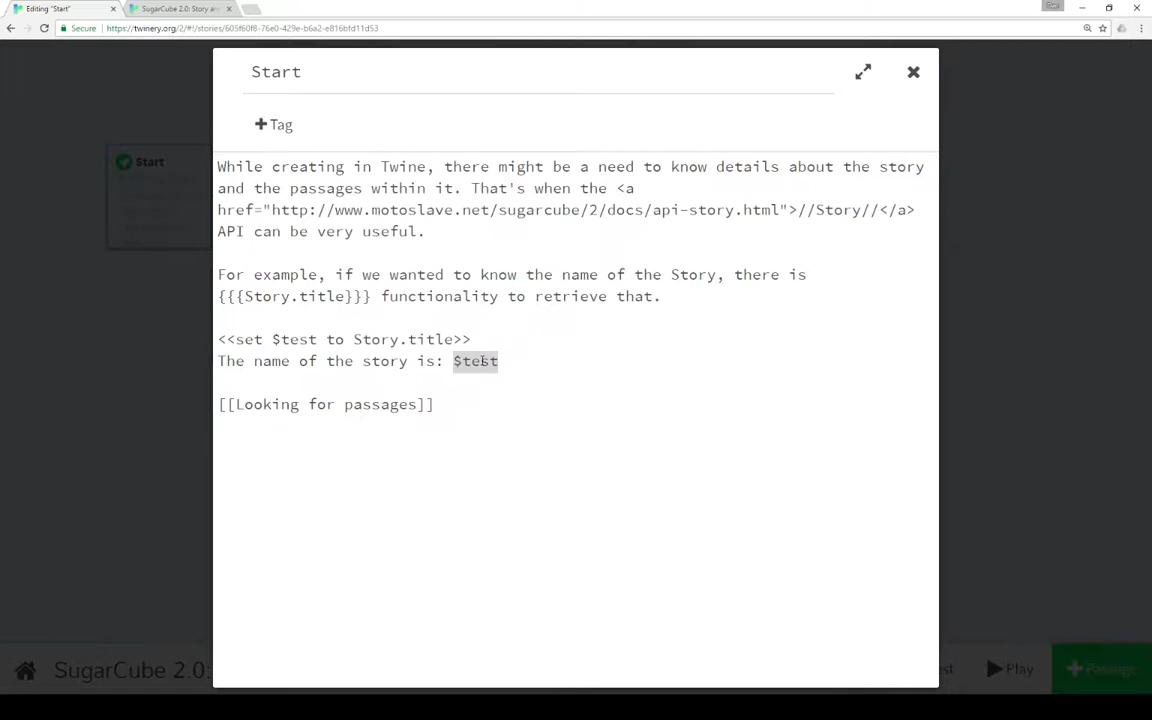 Editing "Start"
SugarCube 2.0: Story an
Secure
https://twinery.org/2/#!/stories/605f60f8-76e0-429e-b6a2-e816bfd11d53
Start
+Tag
Start
While creating in Twine, there might be a need to know details about the story
and the passages within it. That's when the <a
href="http://www.motoslave.net/sugarcube/2/docs/api-story.html">//Story//</a>
API can be very useful.
For example, if we wanted to know the name of the Story, there is
{{{Story.title}}} functionality to retrieve that.
<<set $test to Story.title>>
The name of the story is: $test
[[Looking for passages]]
SugarCube 2.0:
Play
+Passage